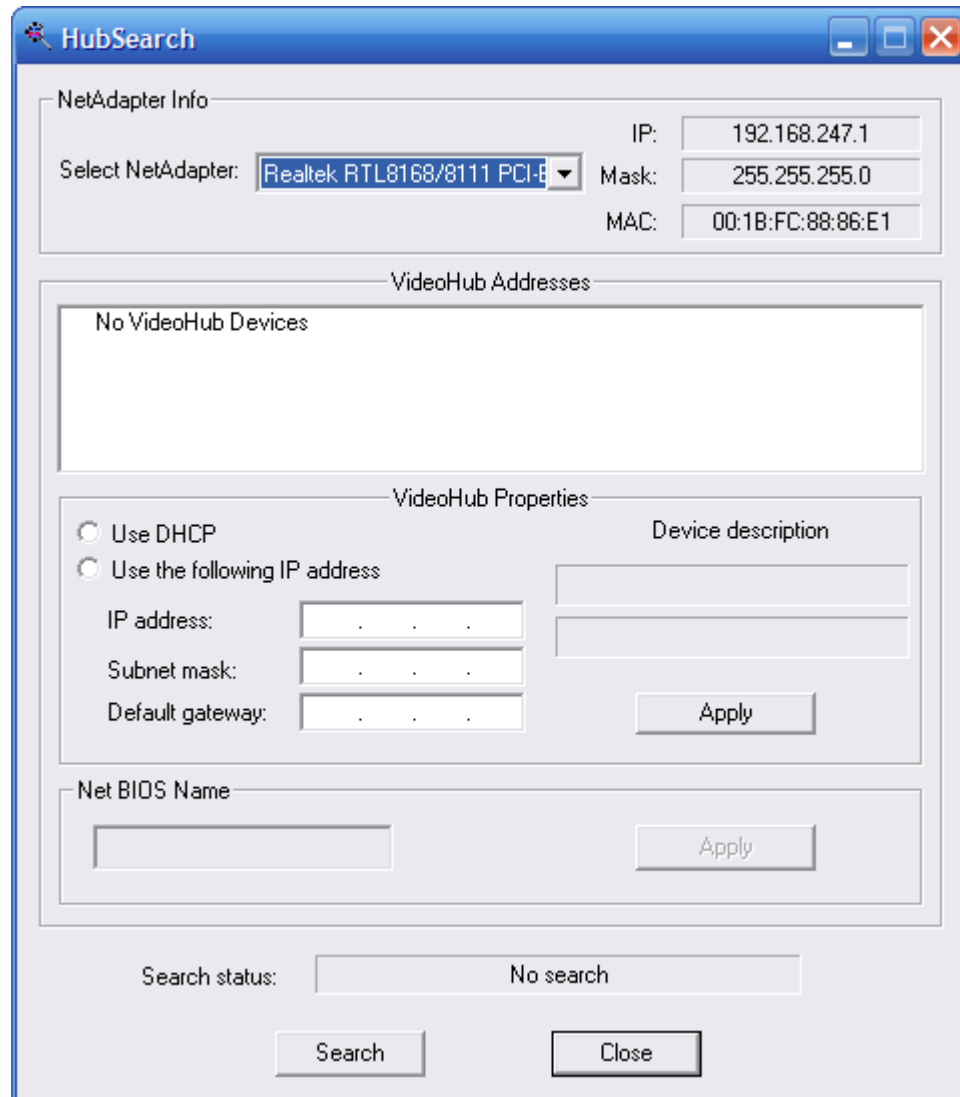 HubSearch
NetAdapter Info
Select NetAdapter: Realtek RTL8168/8111 PCI-E
IP: 192.168.247.1
Mask: 255.255.255.0
MAC: 00:1B:FC:88:86:E1
VideoHub Addresses
No VideoHub Devices
VideoHub Properties
Use DHCP
Use the following IP address
IP address: . . .
Subnet mask: . . .
Default gateway: . . .
Device description
Apply
Net BIOS Name
Apply
Search status: No search
Search Close